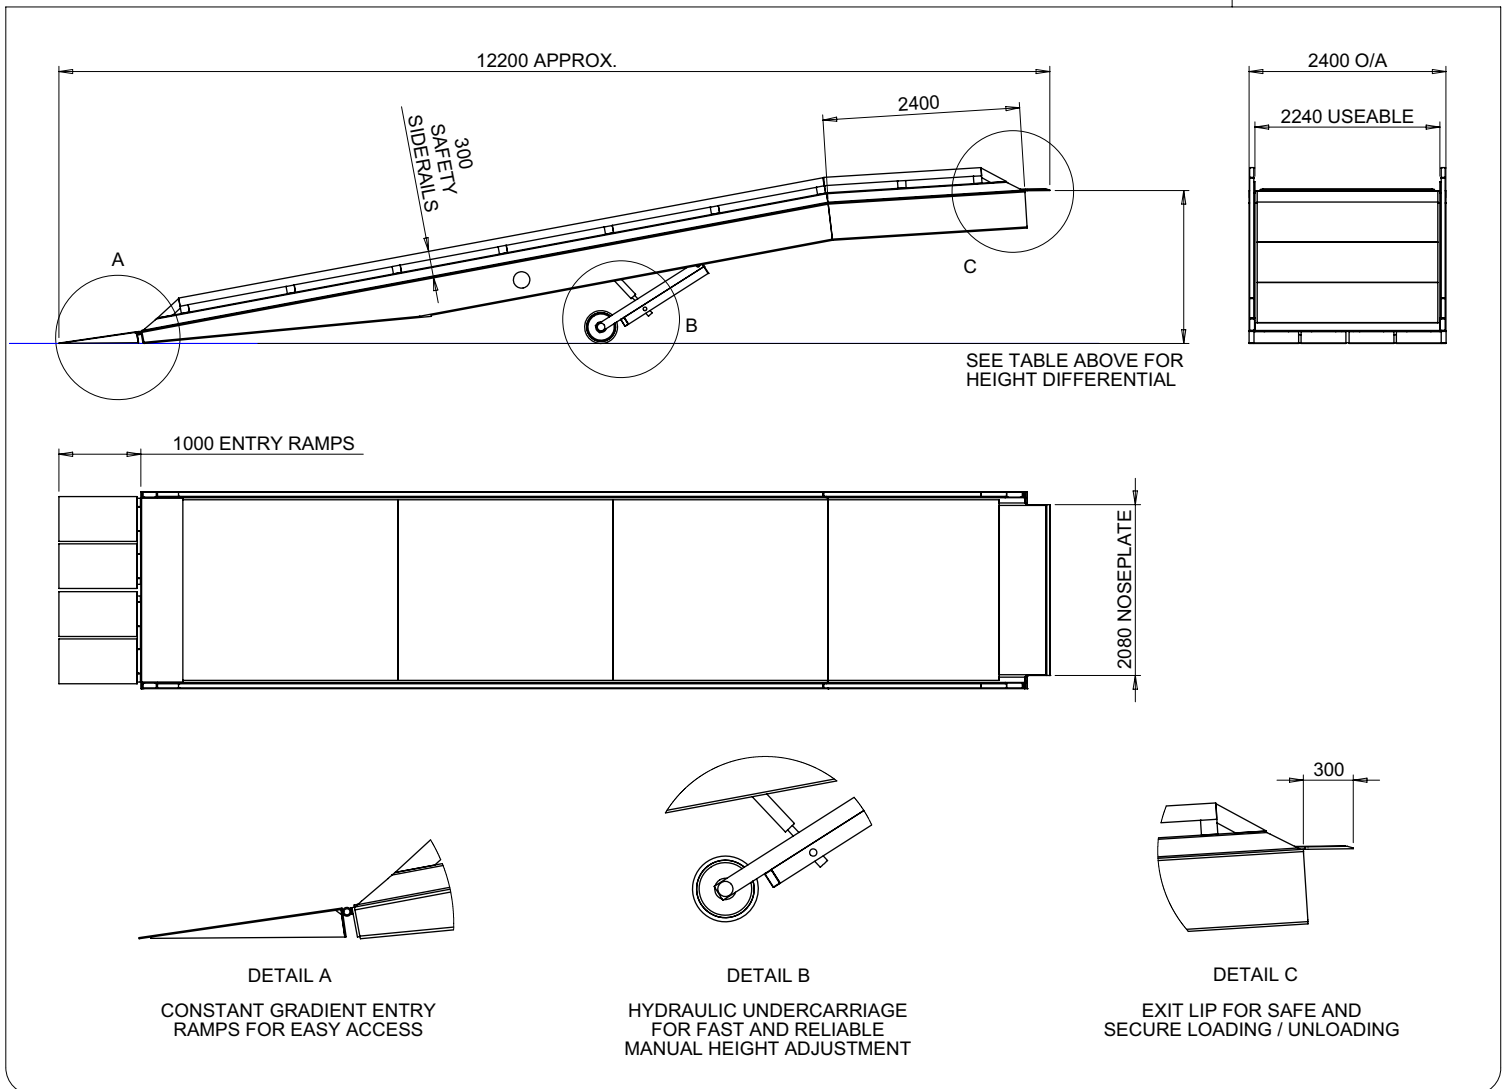 12200 APPROX.
2400 O/A
2400
2240 USEABLE
300
SAFETY
SIDERAILS
A
B
C
SEE TABLE ABOVE FOR
HEIGHT DIFFERENTIAL
1000 ENTRY RAMPS
2080 NOSEPLATE
300
DETAIL A
CONSTANT GRADIENT ENTRY
RAMPS FOR EASY ACCESS
DETAIL B
HYDRAULIC UNDERCARRIAGE
FOR FAST AND RELIABLE
MANUAL HEIGHT ADJUSTMENT
DETAIL C
EXIT LIP FOR SAFE AND
SECURE LOADING / UNLOADING